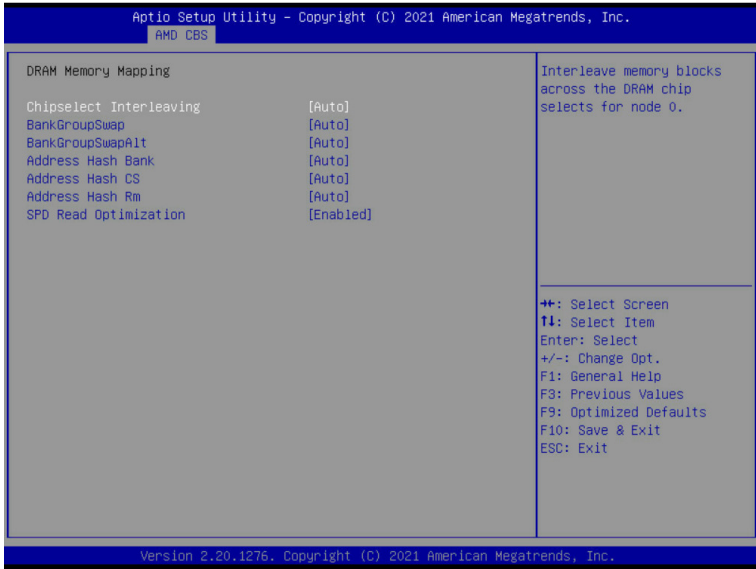 Aptio Setup Utility – Copyright (C) 2021 American Megatrends, Inc.
AMD CBS
DRAM Memory Mapping
Chipselect Interleaving [Auto]
BankGroupSwap [Auto]
BankGroupSwapAlt [Auto]
Address Hash Bank [Auto]
Address Hash CS [Auto]
Address Hash Rm [Auto]
SPD Read Optimization [Enabled]
Interleave memory blocks
across the DRAM chip
selects for node 0.
→←: Select Screen
↑↓: Select Item
Enter: Select
+/-: Change Opt.
F1: General Help
F3: Previous Values
F9: Optimized Defaults
F10: Save & Exit
ESC: Exit
Version 2.20.1276. Copyright (C) 2021 American Megatrends, Inc.